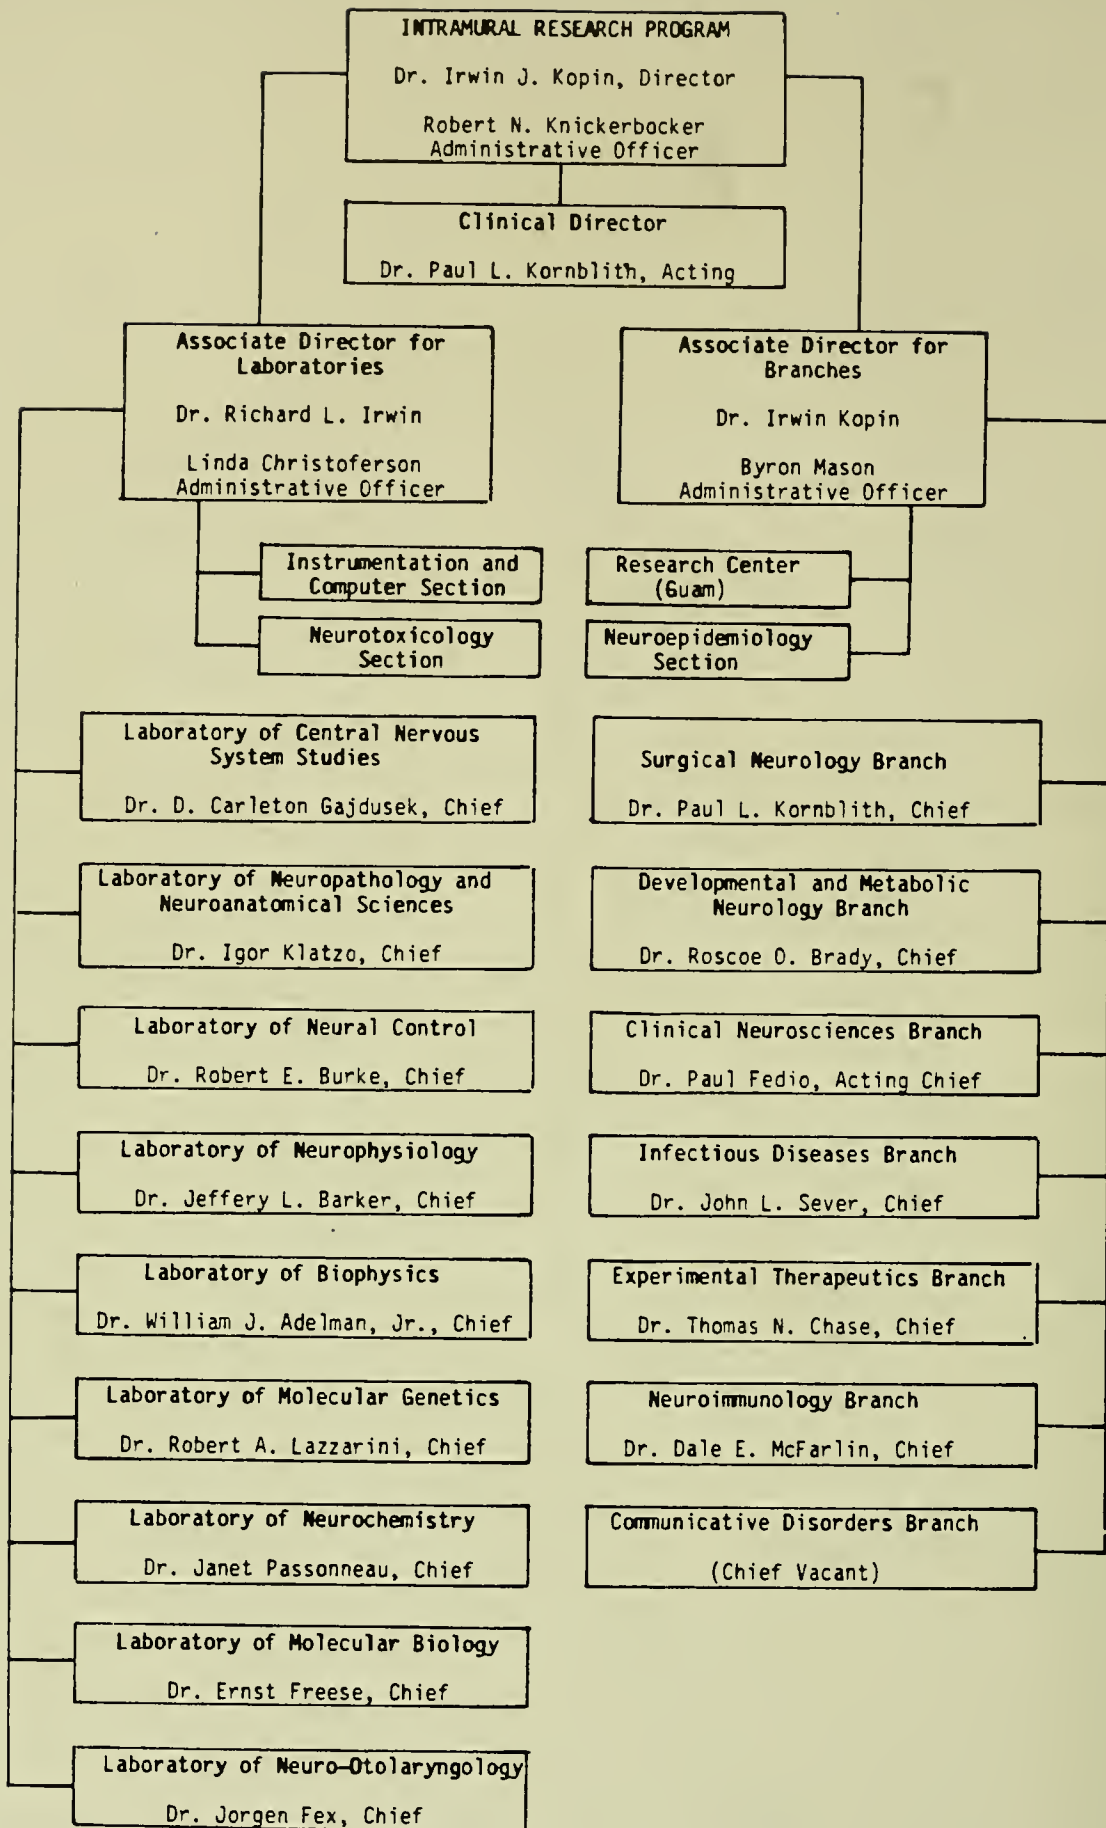 INTRAMURAL RESEARCH PROGRAM
Dr. Irwin J. Kopin, Director
Robert N. Knickerbocker
Administrative Officer
Clinical Director
Dr. Paul L. Kornblith, Acting
Associate Director for
Laboratories
Dr. Richard L. Irwin
Linda Christoferson
Administrative Officer
Associate Director for
Branches
Dr. Irwin Kopin
Byron Mason
Administrative Officer
Instrumentation and
Computer Section
Neurotoxicology
Section
Research Center
(Guam)
Neuroepidemiology
Section
Laboratory of Central Nervous
System Studies
Dr. D. Carleton Gajdusek, Chief
Laboratory of Neuropathology and
Neuroanatomical Sciences
Dr. Igor Klatzo, Chief
Laboratory of Neural Control
Dr. Robert E. Burke, Chief
Laboratory of Neurophysiology
Dr. Jeffery L. Barker, Chief
Laboratory of Biophysics
Dr. William J. Adelman, Jr., Chief
Laboratory of Molecular Genetics
Dr. Robert A. Lazzarini, Chief
Laboratory of Neurochemistry
Dr. Janet Passonneau, Chief
Laboratory of Molecular Biology
Dr. Ernst Freese, Chief
Laboratory of Neuro-Otolaryngology
Dr. Jorgen Fex, Chief
Surgical Neurology Branch
Dr. Paul L. Kornblith, Chief
Developmental and Metabolic
Neurology Branch
Dr. Roscoe O. Brady, Chief
Clinical Neurosciences Branch
Dr. Paul Fedio, Acting Chief
Infectious Diseases Branch
Dr. John L. Sever, Chief
Experimental Therapeutics Branch
Dr. Thomas N. Chase, Chief
Neuroimmunology Branch
Dr. Dale E. McFarlin, Chief
Communicative Disorders Branch
(Chief Vacant)